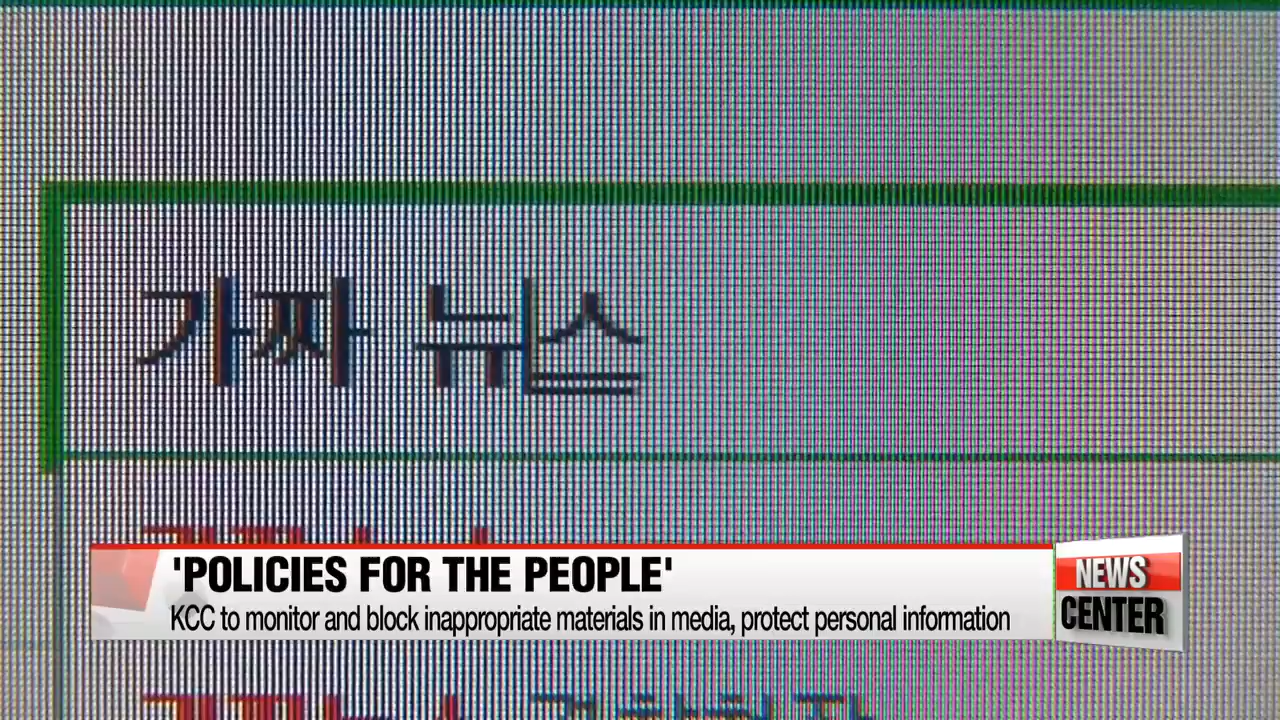 가짜 뉴스
'POLICIES FOR THE PEOPLE'
KCC to monitor and block inappropriate materials in media, protect personal information
NEWS
CENTER